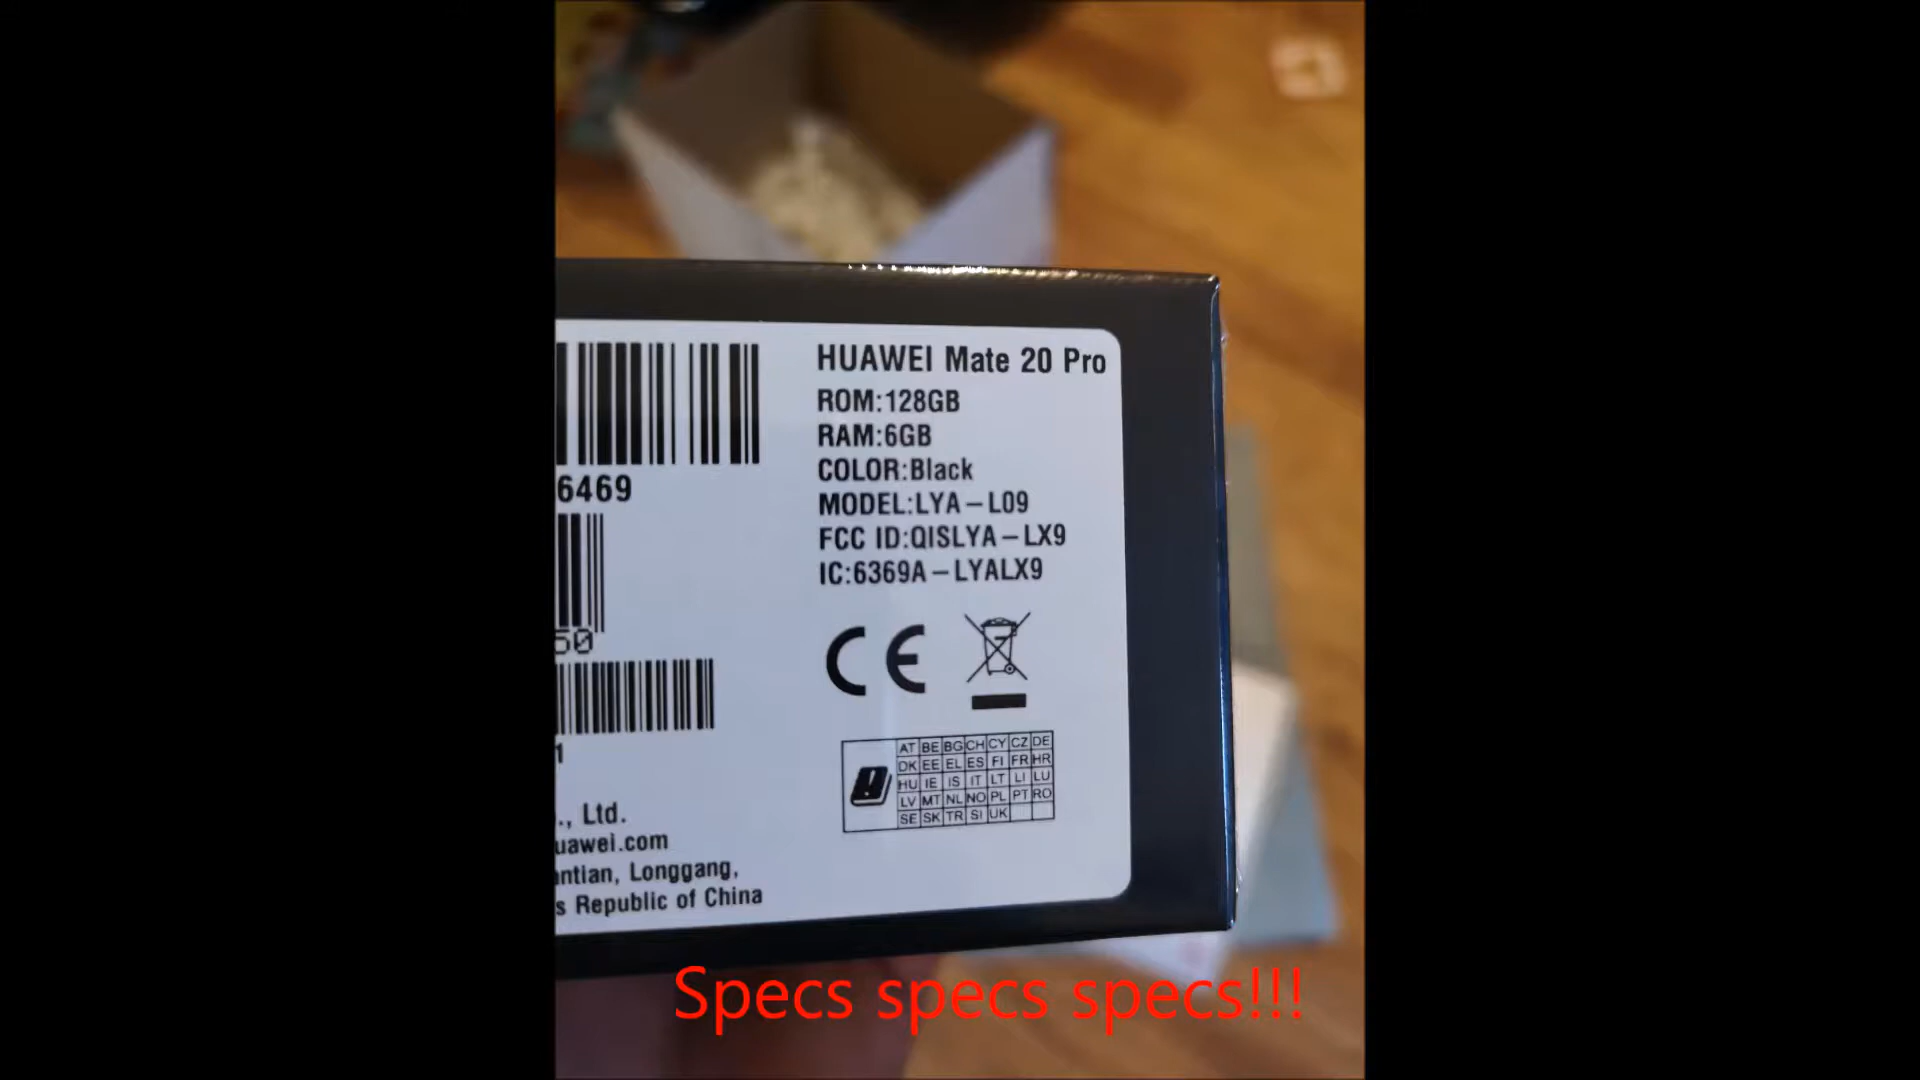 HUAWEI Mate 20 Pro
ROM:128GB
RAM:6GB
COLOR:Black
MODEL:LYA-L09
FCC ID:QISLYA-LX9
IC:6369A-LYALX9
6469
50
1
., Ltd.
uawei.com
antian, Longgang,
s Republic of China
CE
AT BE BG CH CY CZ DE
DK EE EL ES FI FR HR
HU IE IS IT LT LI LU
LV MT NL NO PL PT RO
SE SK TR SI UK
Specs specs specs!!!